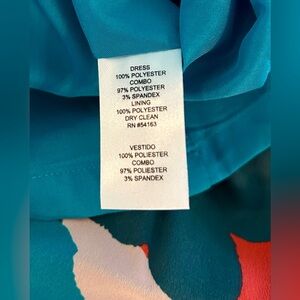 DRESS
100% POLYESTER
COMBO
97% POLYESTER
3% SPANDEX
LINING
100% POLYESTER
DRY CLEAN
RN #54163
VESTIDO
100% POLIESTER
COMBO
97% POLIESTER
3% SPANDEX